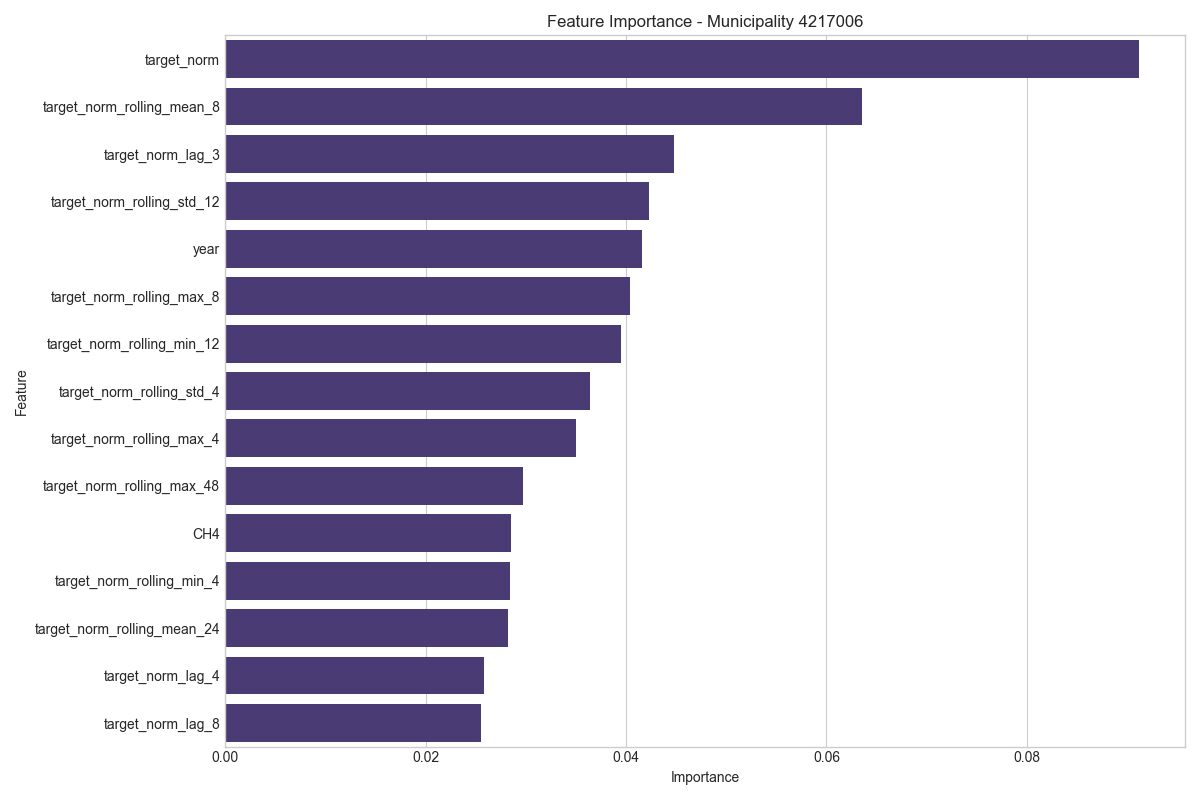 Feature Importance - Municipality 4217006
target_norm
target_norm_rolling_mean_8
target_norm_lag_3
target_norm_rolling_std_12
year
target_norm_rolling_max_8
target_norm_rolling_min_12
target_norm_rolling_std_4
target_norm_rolling_max_4
target_norm_rolling_max_48
CH4
target_norm_rolling_min_4
target_norm_rolling_mean_24
target_norm_lag_4
target_norm_lag_8
Feature
0.00 0.02 0.04 0.06 0.08
Importance